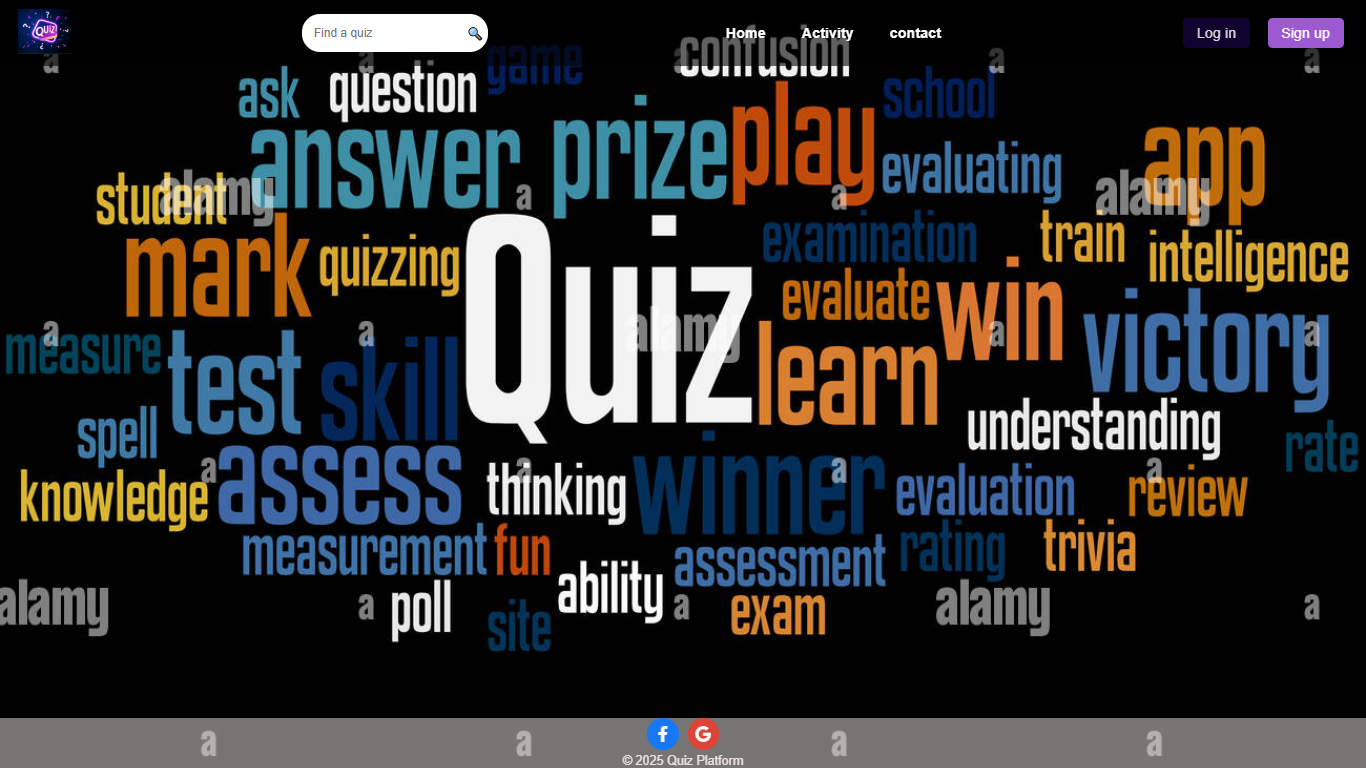 QUIZ
Find a quiz
Home Activity contact
Log in Sign up
game confusion
ask question school
answer prize play evaluating app
student
mark quizzing examination train intelligence
evaluate win
measure test skill Quiz learn victory
spell understanding rate
knowledge assess thinking winner evaluation review
measurement fun assessment rating trivia
poll site ability exam
alamy alamy
alamy
alamy alamy
a a a a a
a a
a a a a
a a a a
a a a
a a a a
© 2025 Quiz Platform